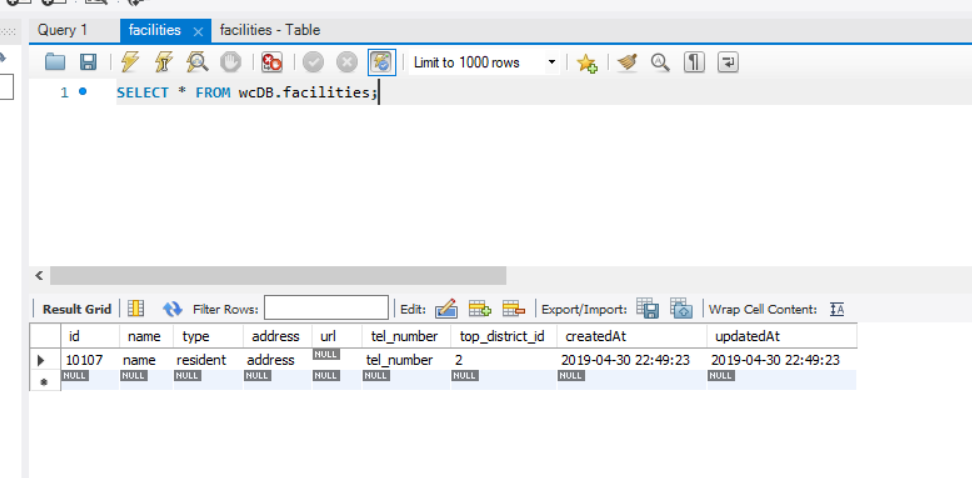 Query 1 facilities facilities - Table
Limit to 1000 rows
1 SELECT * FROM wcDB.facilities;
Result Grid Filter Rows: Edit: Export/Import: Wrap Cell Content: IA
id name type address url tel_number top_district_id createdAt updatedAt
10107 name resident address NULL tel_number 2 2019-04-30 22:49:23 2019-04-30 22:49:23
NULL NULL NULL NULL NULL NULL NULL NULL NULL